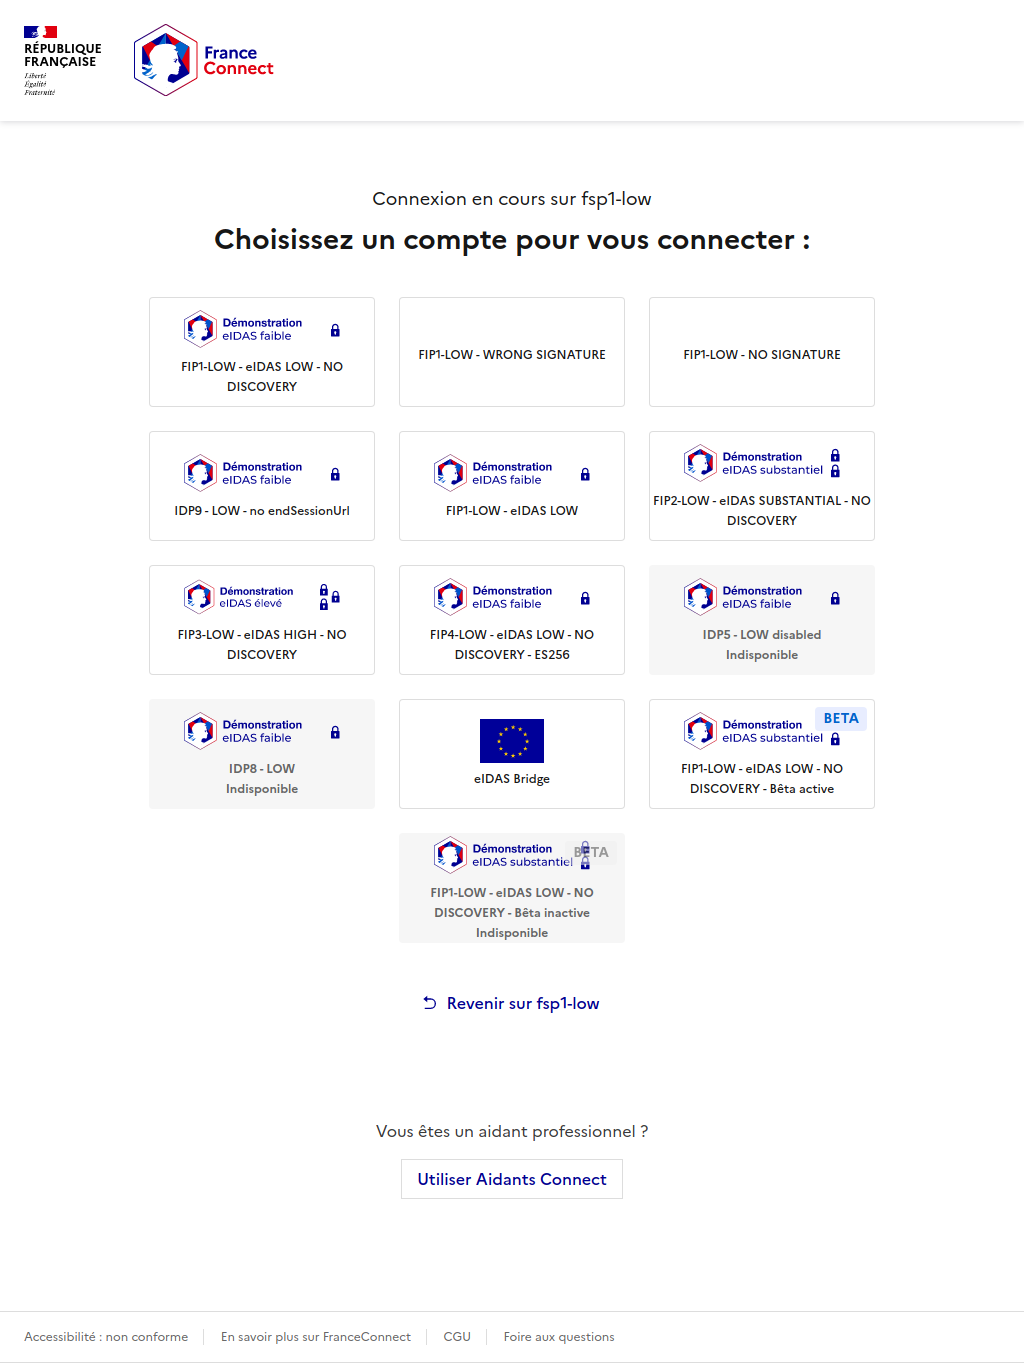 RÉPUBLIQUE
FRANÇAISE
Liberté
Égalité
Fraternité
France
Connect
Connexion en cours sur fsp1-low
Choisissez un compte pour vous connecter :
Démonstration
eIDAS faible
FIP1-LOW - eIDAS LOW - NO
DISCOVERY
FIP1-LOW - WRONG SIGNATURE
FIP1-LOW - NO SIGNATURE
Démonstration
eIDAS faible
IDP9 - LOW - no endSessionUrl
Démonstration
eIDAS faible
FIP1-LOW - eIDAS LOW
Démonstration
eIDAS substantiel
FIP2-LOW - eIDAS SUBSTANTIAL - NO
DISCOVERY
Démonstration
eIDAS élevé
FIP3-LOW - eIDAS HIGH - NO
DISCOVERY
Démonstration
eIDAS faible
FIP4-LOW - eIDAS LOW - NO
DISCOVERY - ES256
Démonstration
eIDAS faible
IDP5 - LOW disabled
Indisponible
Démonstration
eIDAS faible
IDP8 - LOW
Indisponible
eIDAS Bridge
BETA
Démonstration
eIDAS substantiel
FIP1-LOW - eIDAS LOW - NO
DISCOVERY - Bêta active
Démonstration
eIDAS substantiel
BETA
FIP1-LOW - eIDAS LOW - NO
DISCOVERY - Bêta inactive
Indisponible
Revenir sur fsp1-low
Vous êtes un aidant professionnel ?
Utiliser Aidants Connect
Accessibilité : non conforme
En savoir plus sur FranceConnect
CGU
Foire aux questions